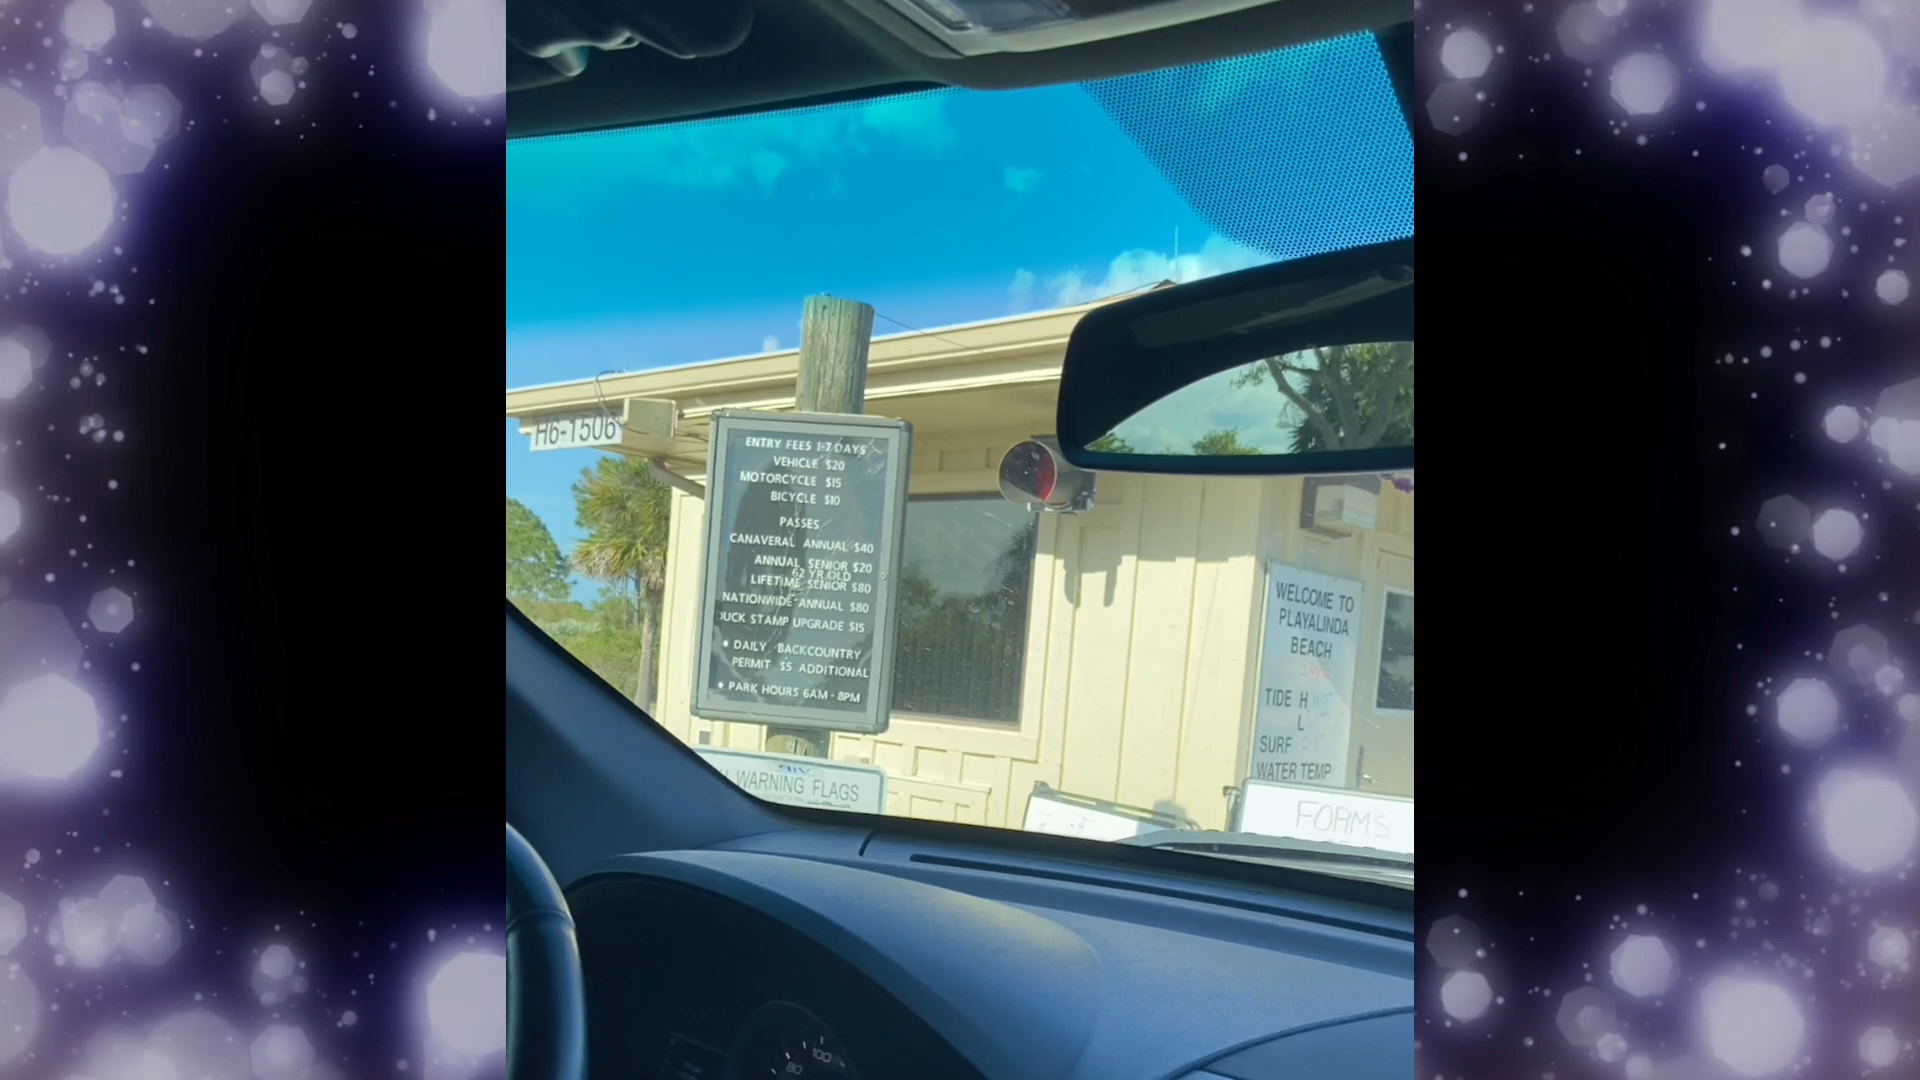 H6-1506
ENTRY FEES 1-7 DAYS
VEHICLE $20
MOTORCYCLE $15
BICYCLE $10
PASSES
CANAVERAL ANNUAL $40
ANNUAL SENIOR $20
62 YR OLD
LIFETIME SENIOR $80
NATIONWIDE ANNUAL $80
DUCK STAMP UPGRADE $15
• DAILY BACKCOUNTRY
PERMIT $5 ADDITIONAL
• PARK HOURS 6AM - 8PM
WARNING FLAGS
WELCOME TO
PLAYALINDA
BEACH
TIDE H
L
SURF
WATER TEMP
FORMS
100
80